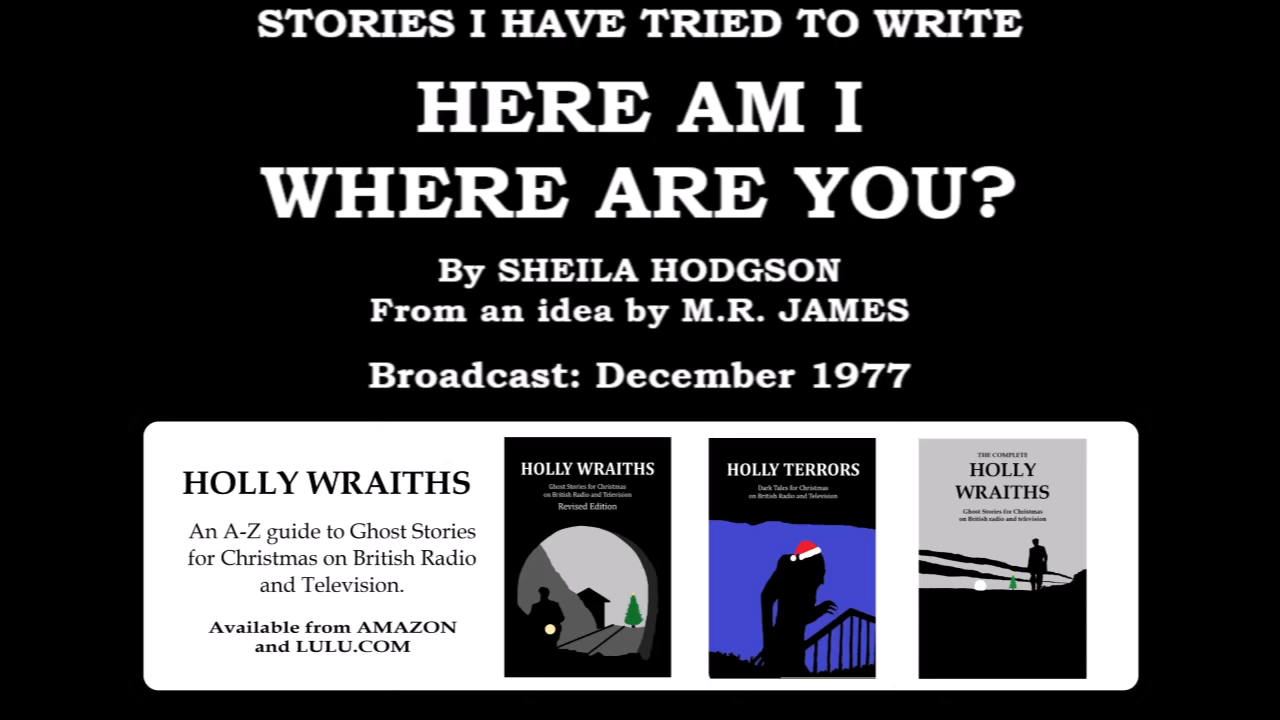 STORIES I HAVE TRIED TO WRITE
HERE AM I
WHERE ARE YOU?
By SHEILA HODGSON
From an idea by M.R. JAMES
Broadcast: December 1977
HOLLY WRAITHS
An A-Z guide to Ghost Stories
for Christmas on British Radio
and Television.
Available from AMAZON
and LULU.COM
HOLLY WRAITHS
Ghost Stories for Christmas
on British Radio and Television
Revised Edition
HOLLY TERRORS
Dark Tales for Christmas
on British Radio and Television
THE COMPLETE
HOLLY
WRAITHS
Ghost Stories for Christmas
on British radio and television